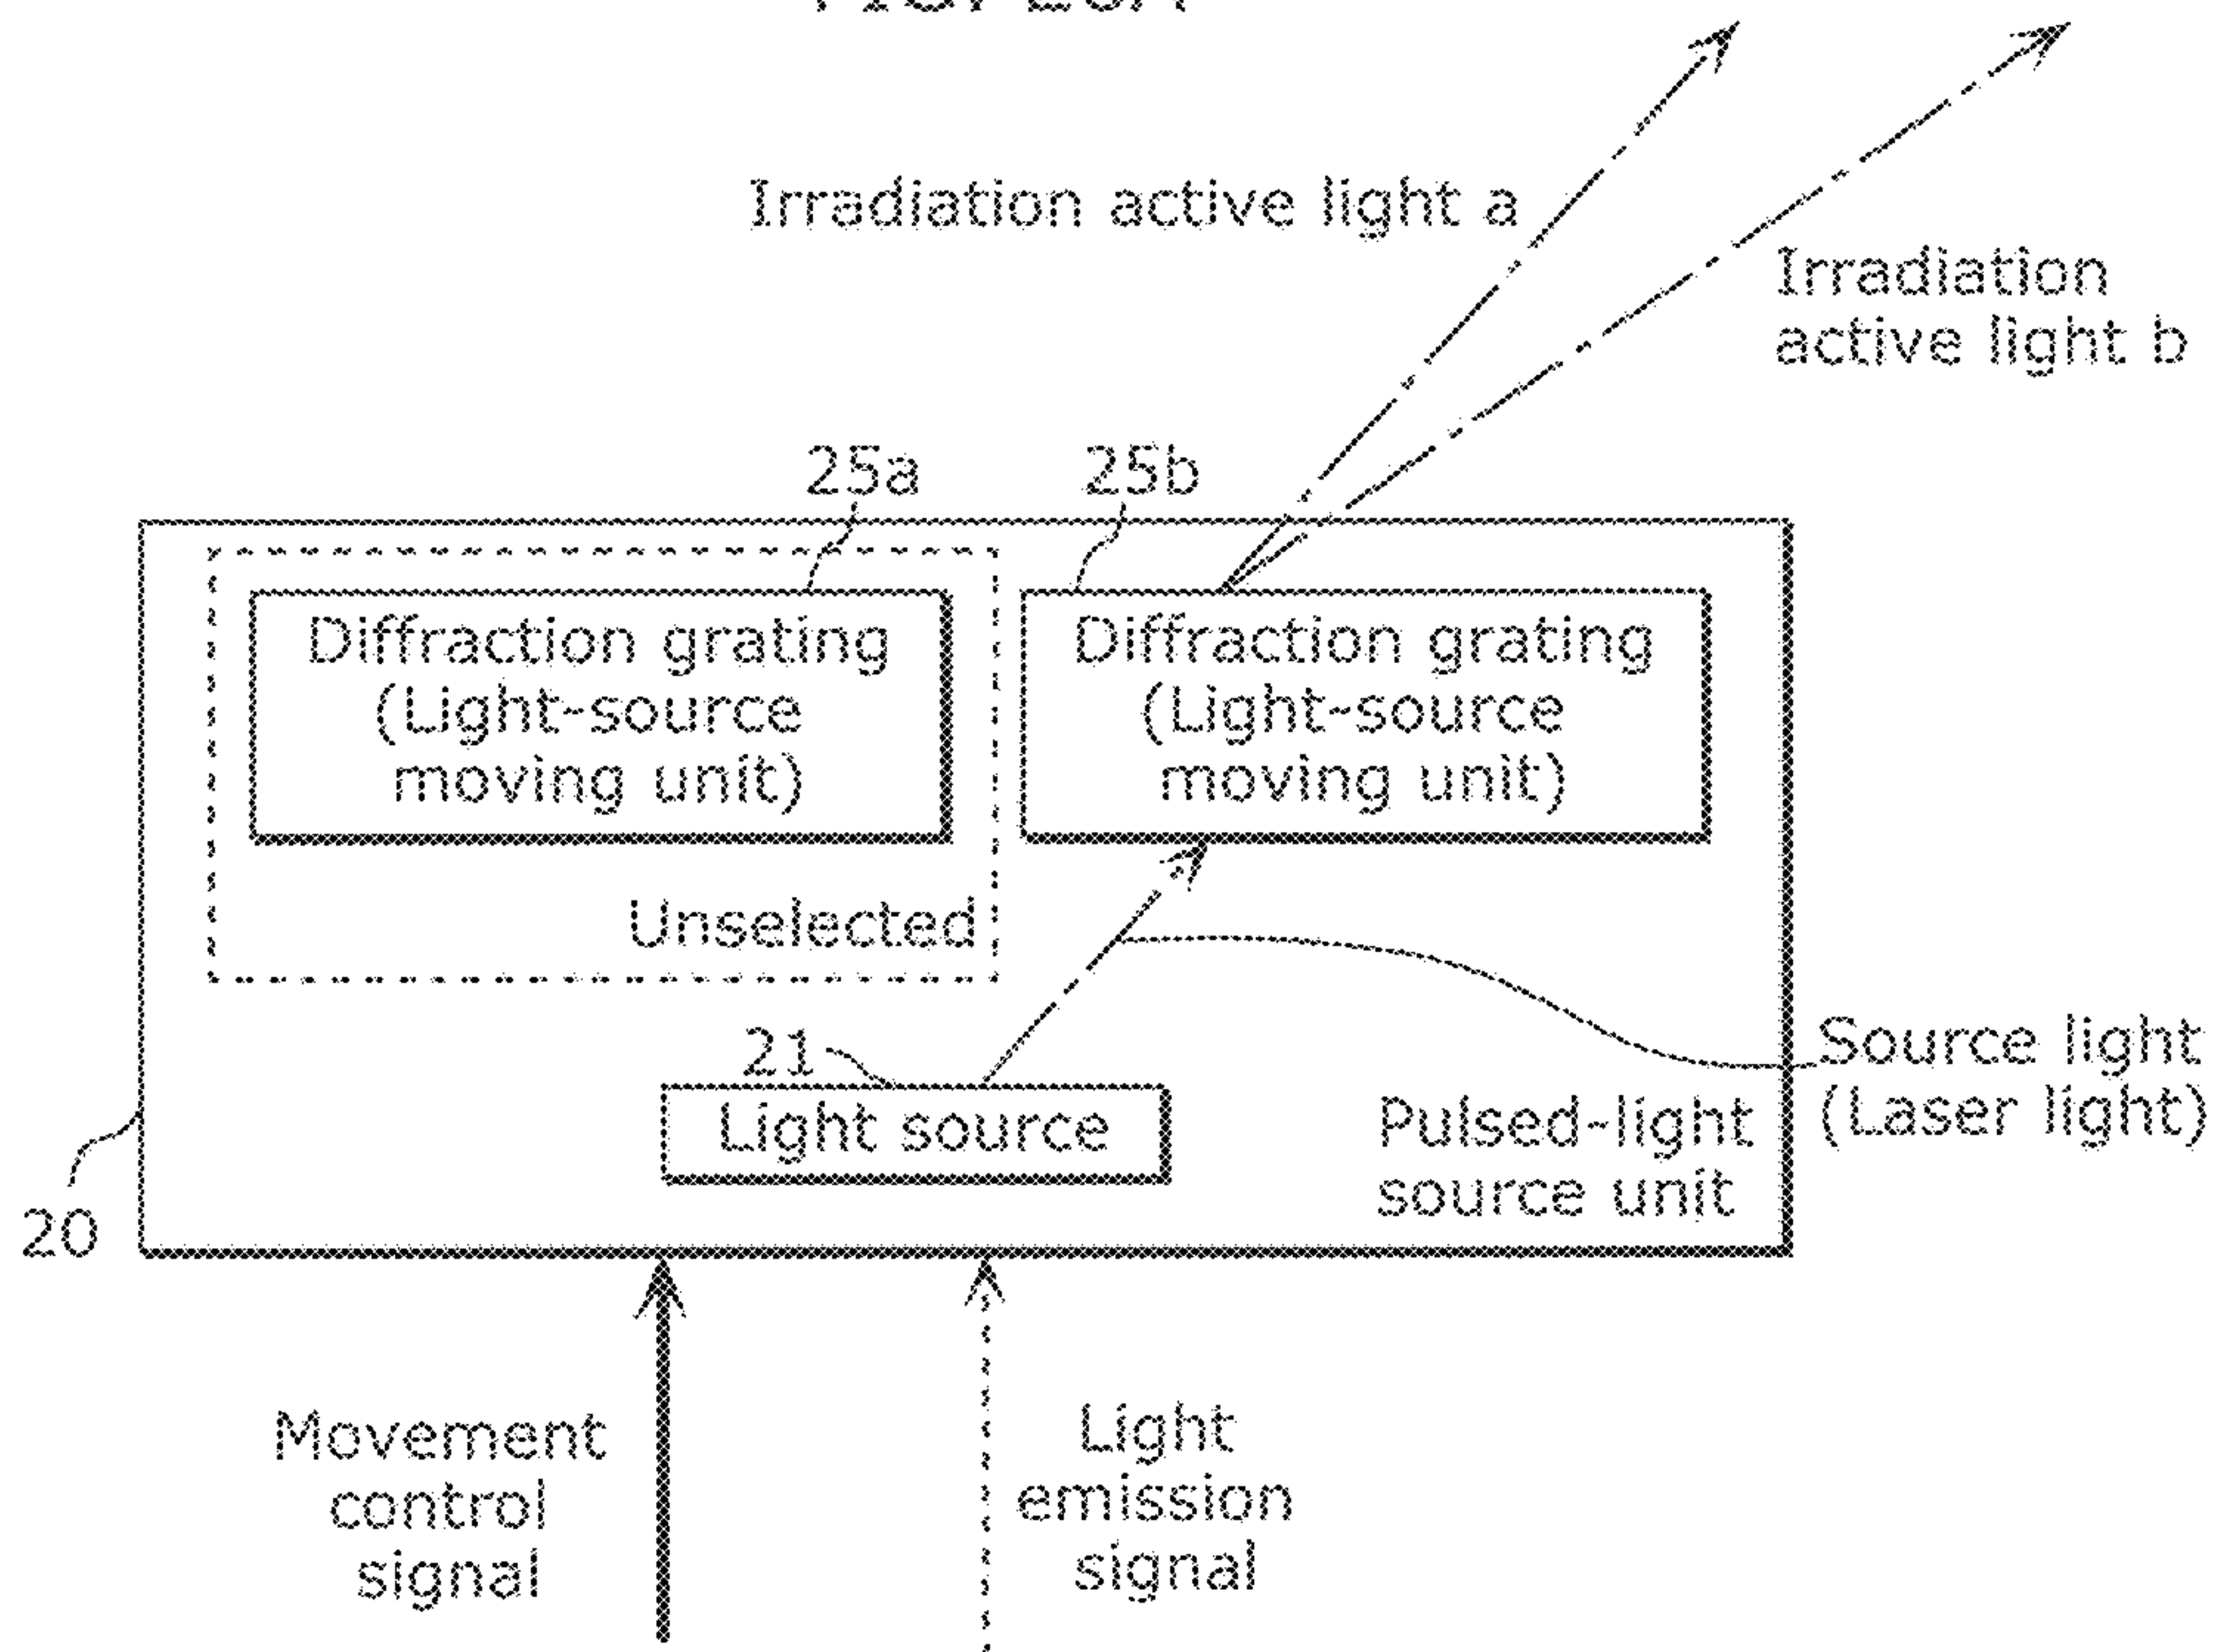 Irradiation active light a
Irradiation
active light b
25a
25b
Diffraction grating
(Light-source
moving unit)
Diffraction grating
(Light-source
moving unit)
Unselected
21
Light source
Source light
(Laser light)
Pulsed-light
source unit
20
Movement
control
signal
Light
emission
signal